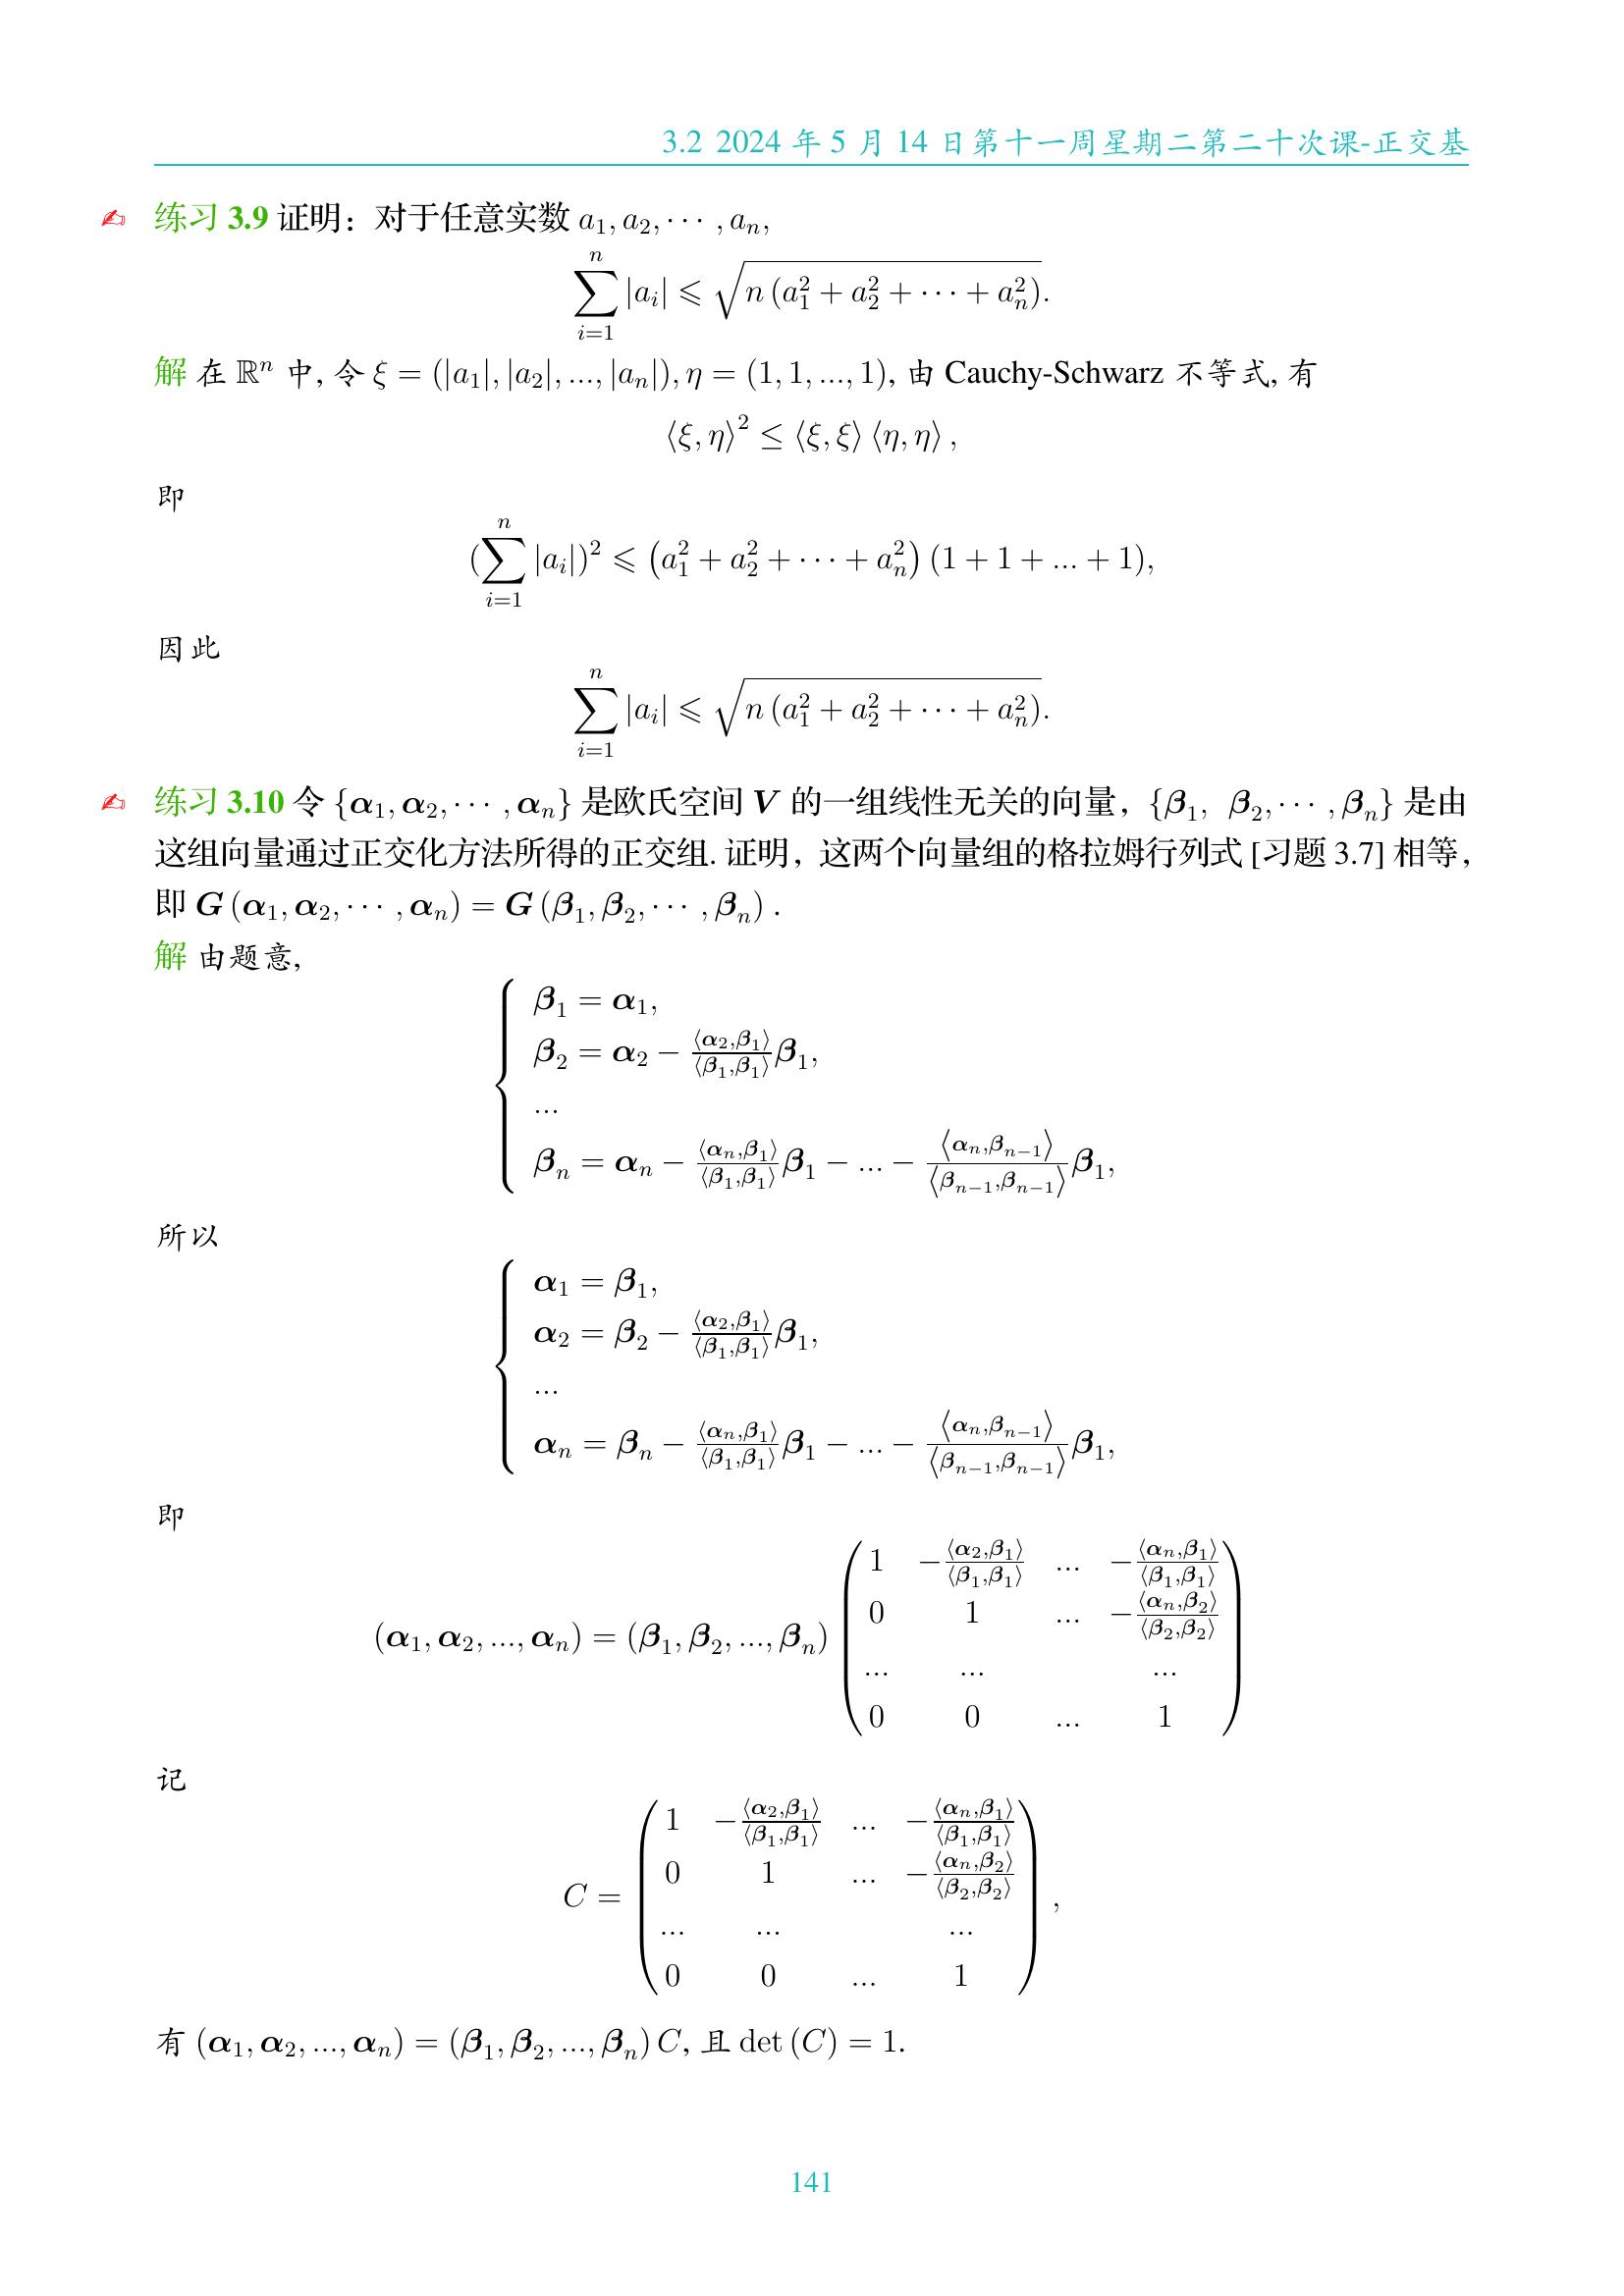 3.2 2024 年 5 月 14 日第十一周星期二第二十次课-正交基
✍ 练习 3.9 证明：对于任意实数 $a_1, a_2, \cdots, a_n,$
$\sum_{i=1}^{n} |a_i| \leqslant \sqrt{n\left(a_1^2 + a_2^2 + \cdots + a_n^2\right)}.$
解 在 $\mathbb{R}^n$ 中, 令 $\xi = (|a_1|, |a_2|, ..., |a_n|), \eta = (1, 1, ..., 1)$, 由 Cauchy-Schwarz 不等式, 有
$\langle \xi, \eta \rangle^2 \leq \langle \xi, \xi \rangle \langle \eta, \eta \rangle,$
即
$(\sum_{i=1}^{n} |a_i|)^2 \leqslant \left(a_1^2 + a_2^2 + \cdots + a_n^2\right)(1 + 1 + ... + 1),$
因此
$\sum_{i=1}^{n} |a_i| \leqslant \sqrt{n\left(a_1^2 + a_2^2 + \cdots + a_n^2\right)}.$
✍ 练习 3.10 令 $\{\boldsymbol{\alpha}_1, \boldsymbol{\alpha}_2, \cdots, \boldsymbol{\alpha}_n\}$ 是欧氏空间 $\boldsymbol{V}$ 的一组线性无关的向量，$\{\boldsymbol{\beta}_1, \boldsymbol{\beta}_2, \cdots, \boldsymbol{\beta}_n\}$ 是由
这组向量通过正交化方法所得的正交组. 证明，这两个向量组的格拉姆行列式 [习题 3.7] 相等，
即 $\boldsymbol{G}(\boldsymbol{\alpha}_1, \boldsymbol{\alpha}_2, \cdots, \boldsymbol{\alpha}_n) = \boldsymbol{G}(\boldsymbol{\beta}_1, \boldsymbol{\beta}_2, \cdots, \boldsymbol{\beta}_n).$
解 由题意,
$\begin{cases} \boldsymbol{\beta}_1 = \boldsymbol{\alpha}_1, \\ \boldsymbol{\beta}_2 = \boldsymbol{\alpha}_2 - \frac{\langle \boldsymbol{\alpha}_2, \boldsymbol{\beta}_1 \rangle}{\langle \boldsymbol{\beta}_1, \boldsymbol{\beta}_1 \rangle} \boldsymbol{\beta}_1, \\ ... \\ \boldsymbol{\beta}_n = \boldsymbol{\alpha}_n - \frac{\langle \boldsymbol{\alpha}_n, \boldsymbol{\beta}_1 \rangle}{\langle \boldsymbol{\beta}_1, \boldsymbol{\beta}_1 \rangle} \boldsymbol{\beta}_1 - ... - \frac{\langle \boldsymbol{\alpha}_n, \boldsymbol{\beta}_{n-1} \rangle}{\langle \boldsymbol{\beta}_{n-1}, \boldsymbol{\beta}_{n-1} \rangle} \boldsymbol{\beta}_1, \end{cases}$
所以
$\begin{cases} \boldsymbol{\alpha}_1 = \boldsymbol{\beta}_1, \\ \boldsymbol{\alpha}_2 = \boldsymbol{\beta}_2 - \frac{\langle \boldsymbol{\alpha}_2, \boldsymbol{\beta}_1 \rangle}{\langle \boldsymbol{\beta}_1, \boldsymbol{\beta}_1 \rangle} \boldsymbol{\beta}_1, \\ ... \\ \boldsymbol{\alpha}_n = \boldsymbol{\beta}_n - \frac{\langle \boldsymbol{\alpha}_n, \boldsymbol{\beta}_1 \rangle}{\langle \boldsymbol{\beta}_1, \boldsymbol{\beta}_1 \rangle} \boldsymbol{\beta}_1 - ... - \frac{\langle \boldsymbol{\alpha}_n, \boldsymbol{\beta}_{n-1} \rangle}{\langle \boldsymbol{\beta}_{n-1}, \boldsymbol{\beta}_{n-1} \rangle} \boldsymbol{\beta}_1, \end{cases}$
即
$(\boldsymbol{\alpha}_1, \boldsymbol{\alpha}_2, ..., \boldsymbol{\alpha}_n) = (\boldsymbol{\beta}_1, \boldsymbol{\beta}_2, ..., \boldsymbol{\beta}_n) \begin{pmatrix} 1 & -\frac{\langle \boldsymbol{\alpha}_2, \boldsymbol{\beta}_1 \rangle}{\langle \boldsymbol{\beta}_1, \boldsymbol{\beta}_1 \rangle} & ... & -\frac{\langle \boldsymbol{\alpha}_n, \boldsymbol{\beta}_1 \rangle}{\langle \boldsymbol{\beta}_1, \boldsymbol{\beta}_1 \rangle} \\ 0 & 1 & ... & -\frac{\langle \boldsymbol{\alpha}_n, \boldsymbol{\beta}_2 \rangle}{\langle \boldsymbol{\beta}_2, \boldsymbol{\beta}_2 \rangle} \\ ... & ... & & ... \\ 0 & 0 & ... & 1 \end{pmatrix}$
记
$C = \begin{pmatrix} 1 & -\frac{\langle \boldsymbol{\alpha}_2, \boldsymbol{\beta}_1 \rangle}{\langle \boldsymbol{\beta}_1, \boldsymbol{\beta}_1 \rangle} & ... & -\frac{\langle \boldsymbol{\alpha}_n, \boldsymbol{\beta}_1 \rangle}{\langle \boldsymbol{\beta}_1, \boldsymbol{\beta}_1 \rangle} \\ 0 & 1 & ... & -\frac{\langle \boldsymbol{\alpha}_n, \boldsymbol{\beta}_2 \rangle}{\langle \boldsymbol{\beta}_2, \boldsymbol{\beta}_2 \rangle} \\ ... & ... & & ... \\ 0 & 0 & ... & 1 \end{pmatrix},$
有 $(\boldsymbol{\alpha}_1, \boldsymbol{\alpha}_2, ..., \boldsymbol{\alpha}_n) = (\boldsymbol{\beta}_1, \boldsymbol{\beta}_2, ..., \boldsymbol{\beta}_n) C$, 且 $\det(C) = 1.$
141